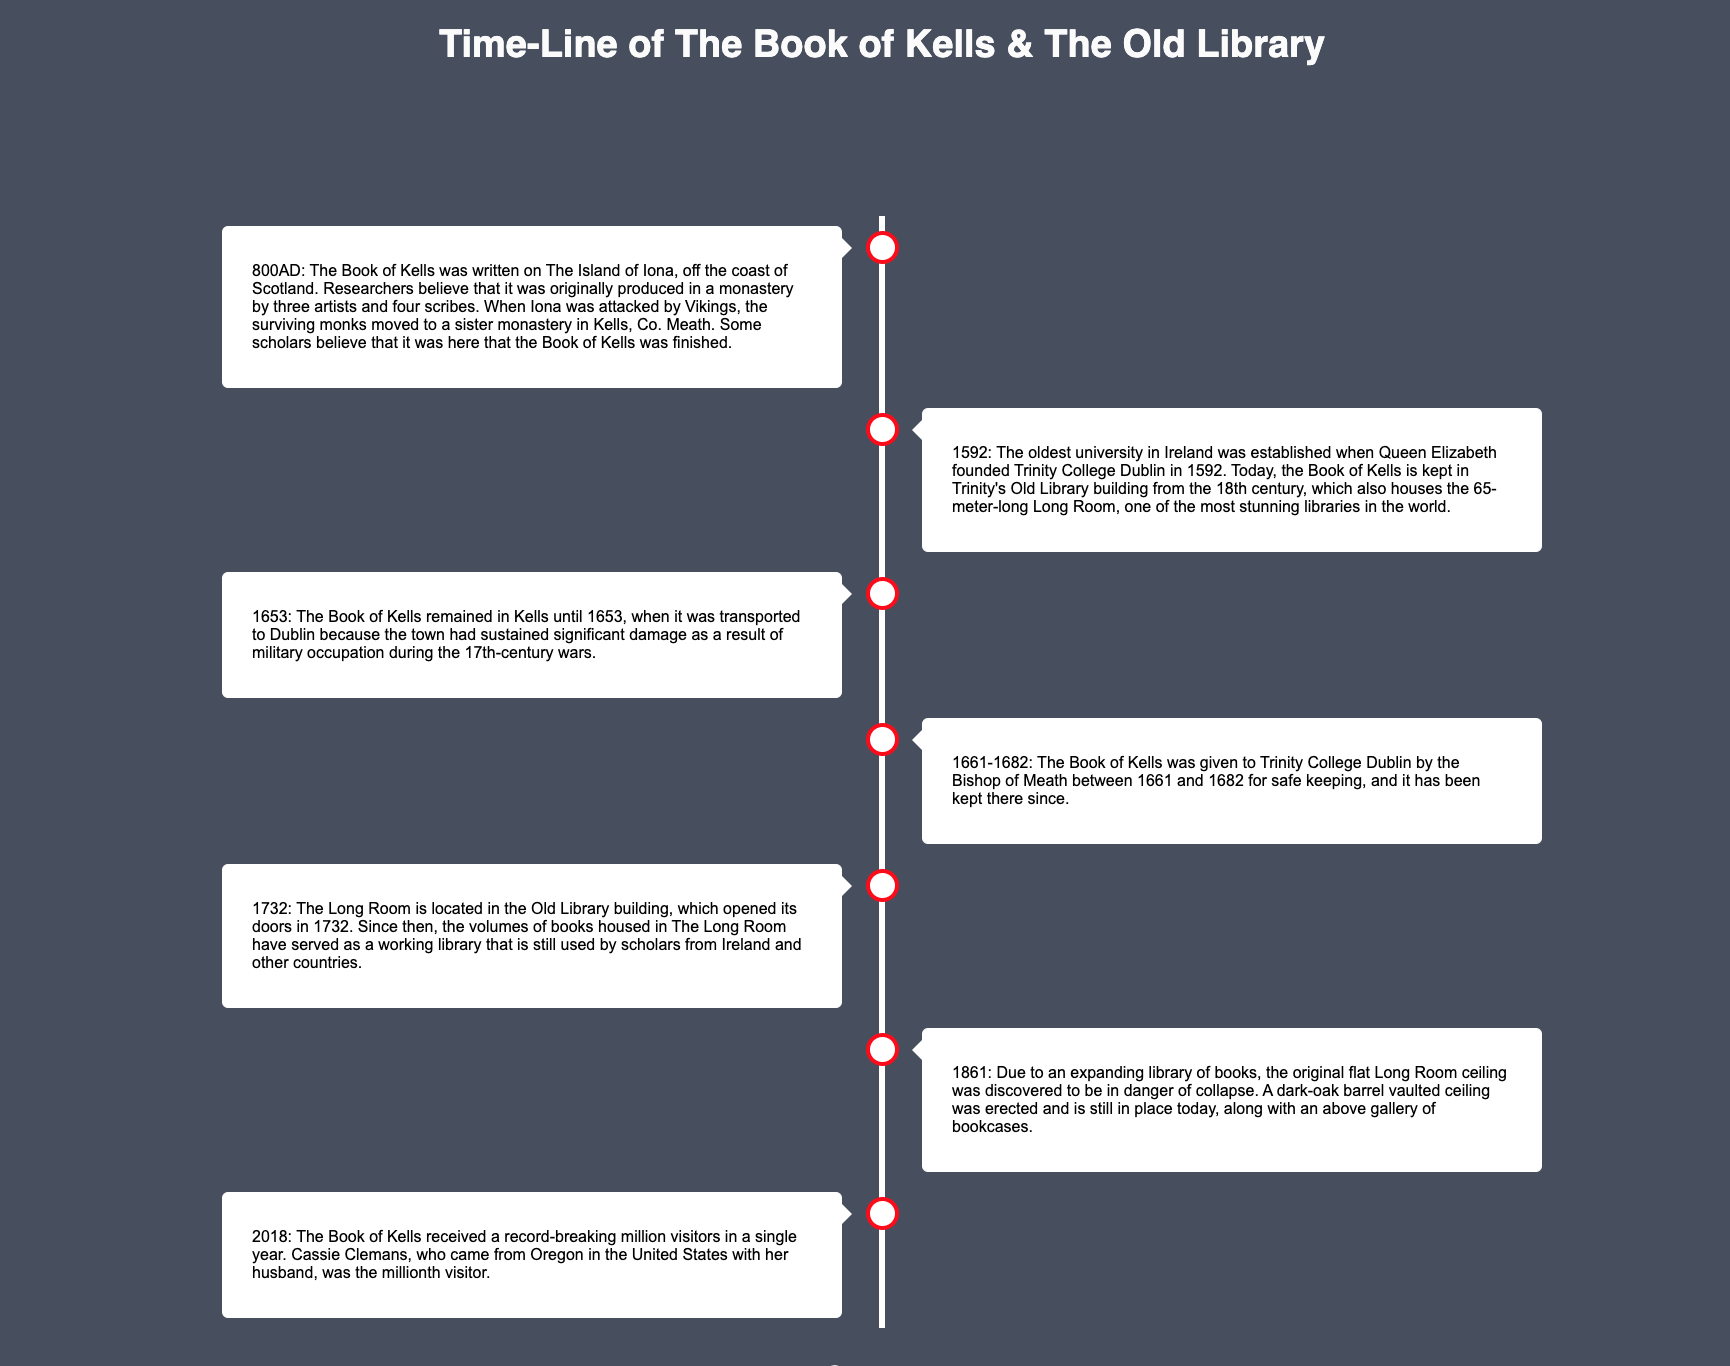 Time-Line of The Book of Kells & The Old Library
800AD: The Book of Kells was written on The Island of Iona, off the coast of
Scotland. Researchers believe that it was originally produced in a monastery
by three artists and four scribes. When Iona was attacked by Vikings, the
surviving monks moved to a sister monastery in Kells, Co. Meath. Some
scholars believe that it was here that the Book of Kells was finished.
1592: The oldest university in Ireland was established when Queen Elizabeth
founded Trinity College Dublin in 1592. Today, the Book of Kells is kept in
Trinity's Old Library building from the 18th century, which also houses the 65-
meter-long Long Room, one of the most stunning libraries in the world.
1653: The Book of Kells remained in Kells until 1653, when it was transported
to Dublin because the town had sustained significant damage as a result of
military occupation during the 17th-century wars.
1661-1682: The Book of Kells was given to Trinity College Dublin by the
Bishop of Meath between 1661 and 1682 for safe keeping, and it has been
kept there since.
1732: The Long Room is located in the Old Library building, which opened its
doors in 1732. Since then, the volumes of books housed in The Long Room
have served as a working library that is still used by scholars from Ireland and
other countries.
1861: Due to an expanding library of books, the original flat Long Room ceiling
was discovered to be in danger of collapse. A dark-oak barrel vaulted ceiling
was erected and is still in place today, along with an above gallery of
bookcases.
2018: The Book of Kells received a record-breaking million visitors in a single
year. Cassie Clemans, who came from Oregon in the United States with her
husband, was the millionth visitor.